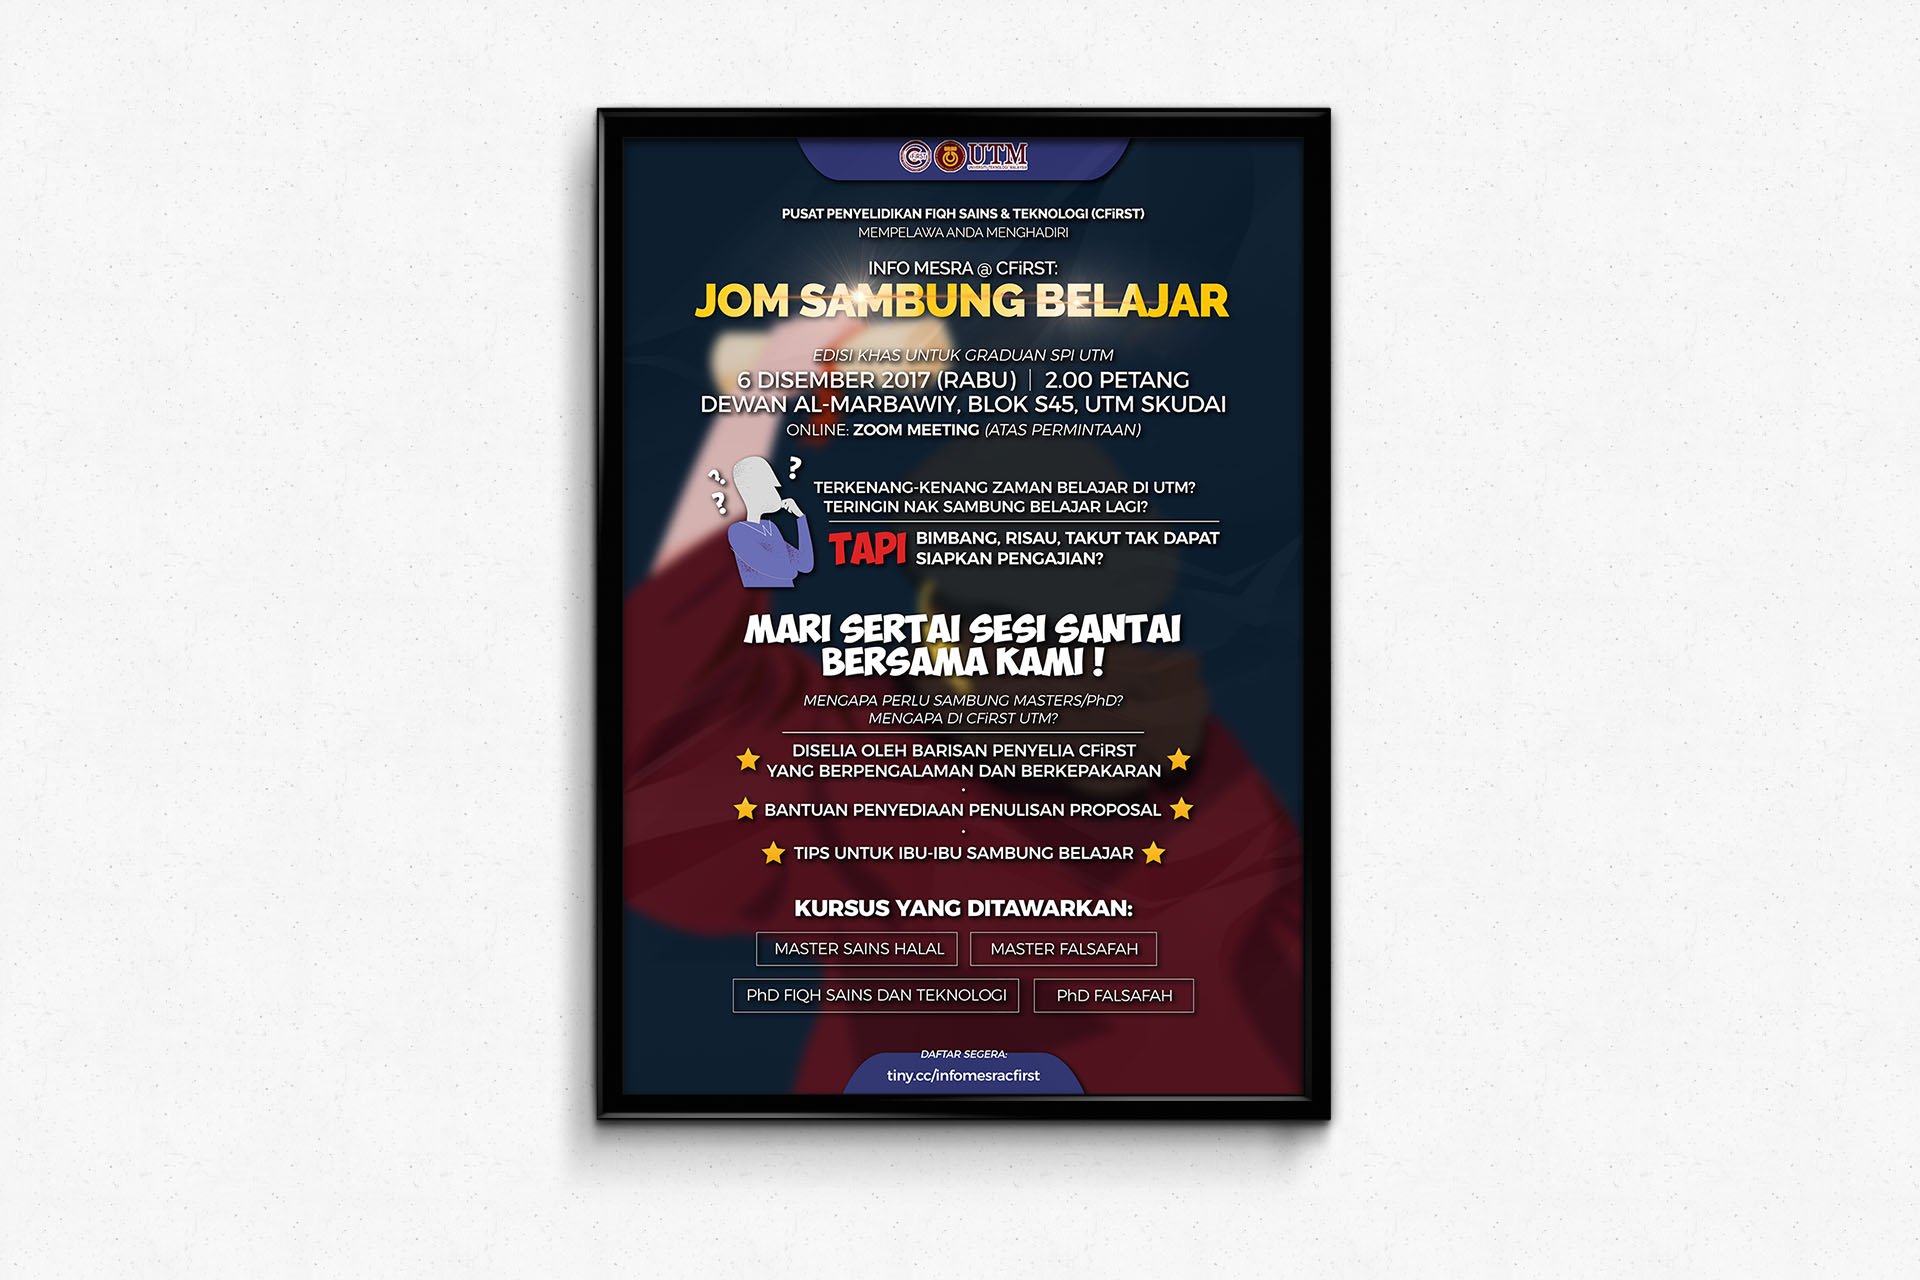 CFiRST UTM
UNIVERSITI TEKNOLOGI MALAYSIA
PUSAT PENYELIDIKAN FIQH SAINS & TEKNOLOGI (CFiRST)
MEMPELAWA ANDA MENGHADIRI
INFO MESRA @ CFiRST:
JOM SAMBUNG BELAJAR
EDISI KHAS UNTUK GRADUAN SPI UTM
6 DISEMBER 2017 (RABU) | 2.00 PETANG
DEWAN AL-MARBAWIY, BLOK S45, UTM SKUDAI
ONLINE: ZOOM MEETING (ATAS PERMINTAAN)
? ? ?
TERKENANG-KENANG ZAMAN BELAJAR DI UTM?
TERINGIN NAK SAMBUNG BELAJAR LAGI?
TAPI BIMBANG, RISAU, TAKUT TAK DAPAT
SIAPKAN PENGAJIAN?
MARI SERTAI SESI SANTAI
BERSAMA KAMI !
MENGAPA PERLU SAMBUNG MASTERS/PhD?
MENGAPA DI CFiRST UTM?
DISELIA OLEH BARISAN PENYELIA CFiRST
YANG BERPENGALAMAN DAN BERKEPAKARAN
BANTUAN PENYEDIAAN PENULISAN PROPOSAL
TIPS UNTUK IBU-IBU SAMBUNG BELAJAR
KURSUS YANG DITAWARKAN:
MASTER SAINS HALAL
MASTER FALSAFAH
PhD FIQH SAINS DAN TEKNOLOGI
PhD FALSAFAH
DAFTAR SEGERA:
tiny.cc/infomesracfirst